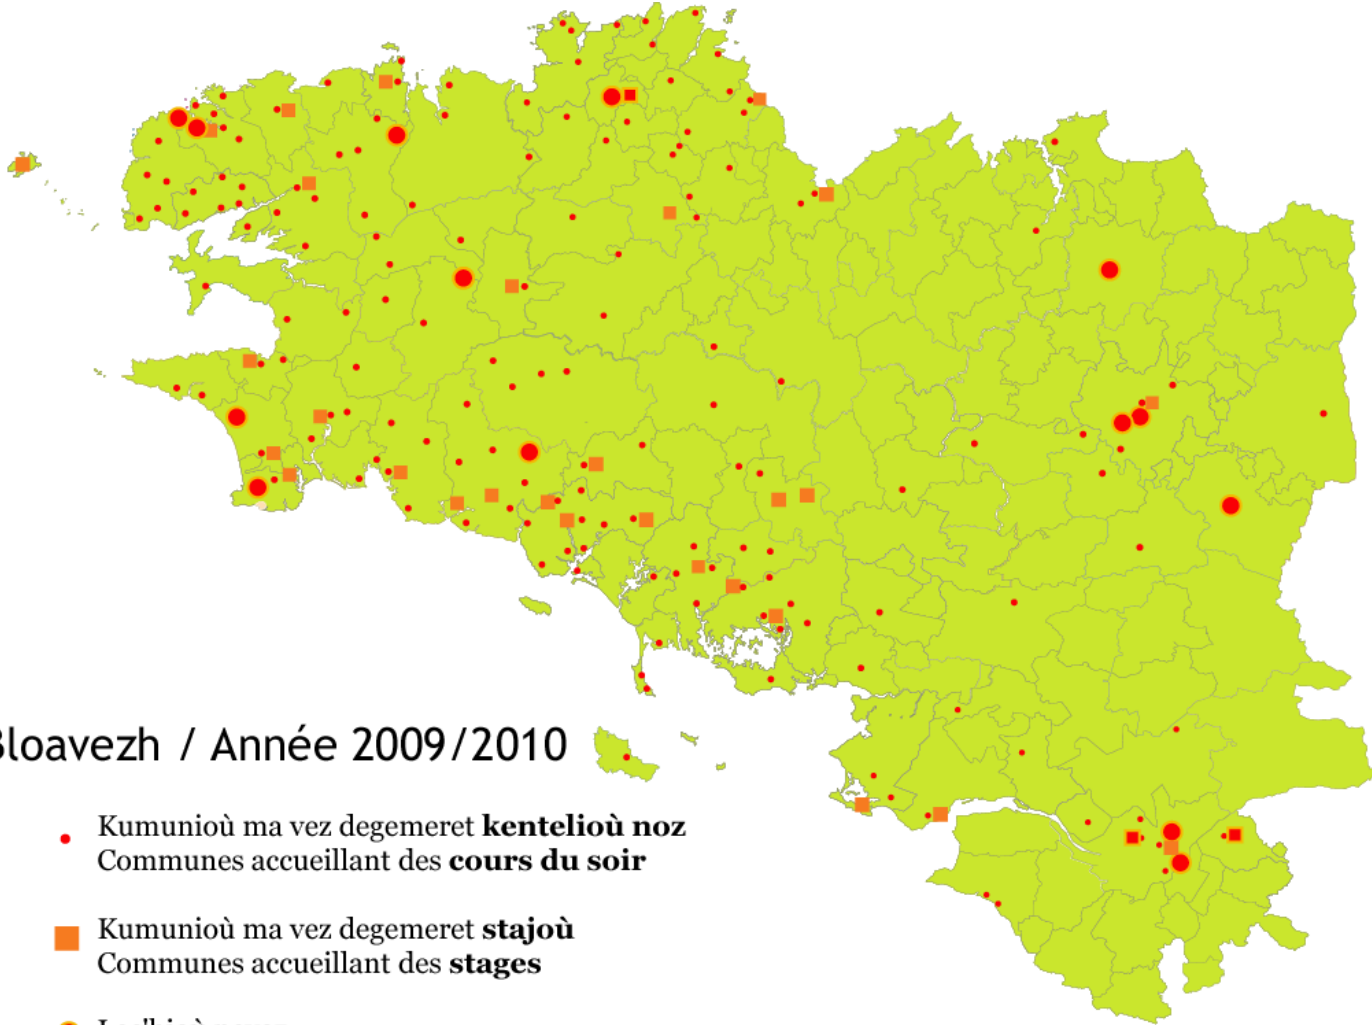 Bloavezh / Année 2009/2010
Kumunioù ma vez degemeret kentelioù noz
Communes accueillant des cours du soir
Kumunioù ma vez degemeret stajoù
Communes accueillant des stages